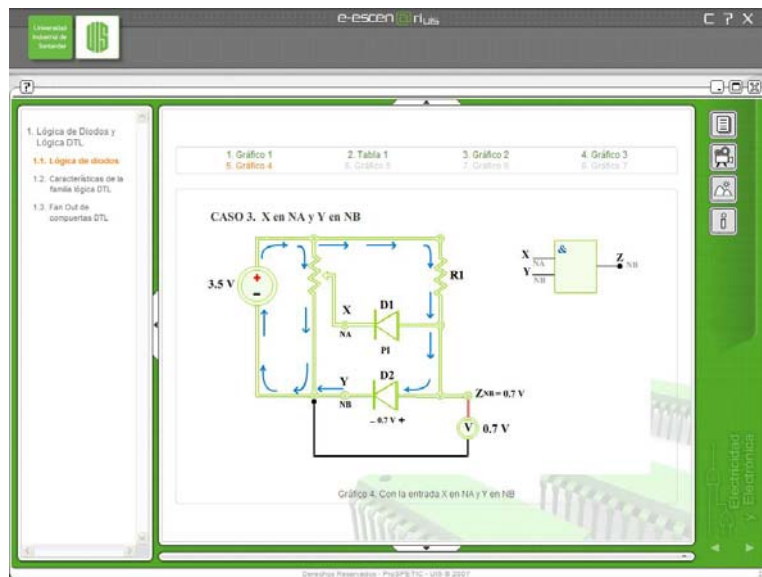 Universidad
Industrial de
Santander
UIS
e-escen@riUIS
C ? X
?
1. Lógica de Diodos y
Lógica DTL
1.1. Lógica de diodos
1.2. Características de la
familia lógica DTL
1.3. Fan Out de
compuertas DTL
1. Gráfico 1
2. Tabla 1
3. Gráfico 2
4. Gráfico 3
5. Gráfico 4
6. Gráfico 5
7. Gráfico 6
8. Gráfico 7
CASO 3. X en NA y Y en NB
3.5 V
+
-
R1
X
NA
D1
PI
Y
NB
D2
- 0.7 V +
ZNB = 0.7 V
V 0.7 V
X
NA
Y
NB
&
Z
NB
Gráfico 4. Con la entrada X en NA y Y en NB
Electricidad
y Electrónica
Derechos Reservados - ProSPETIC - UIS © 2007